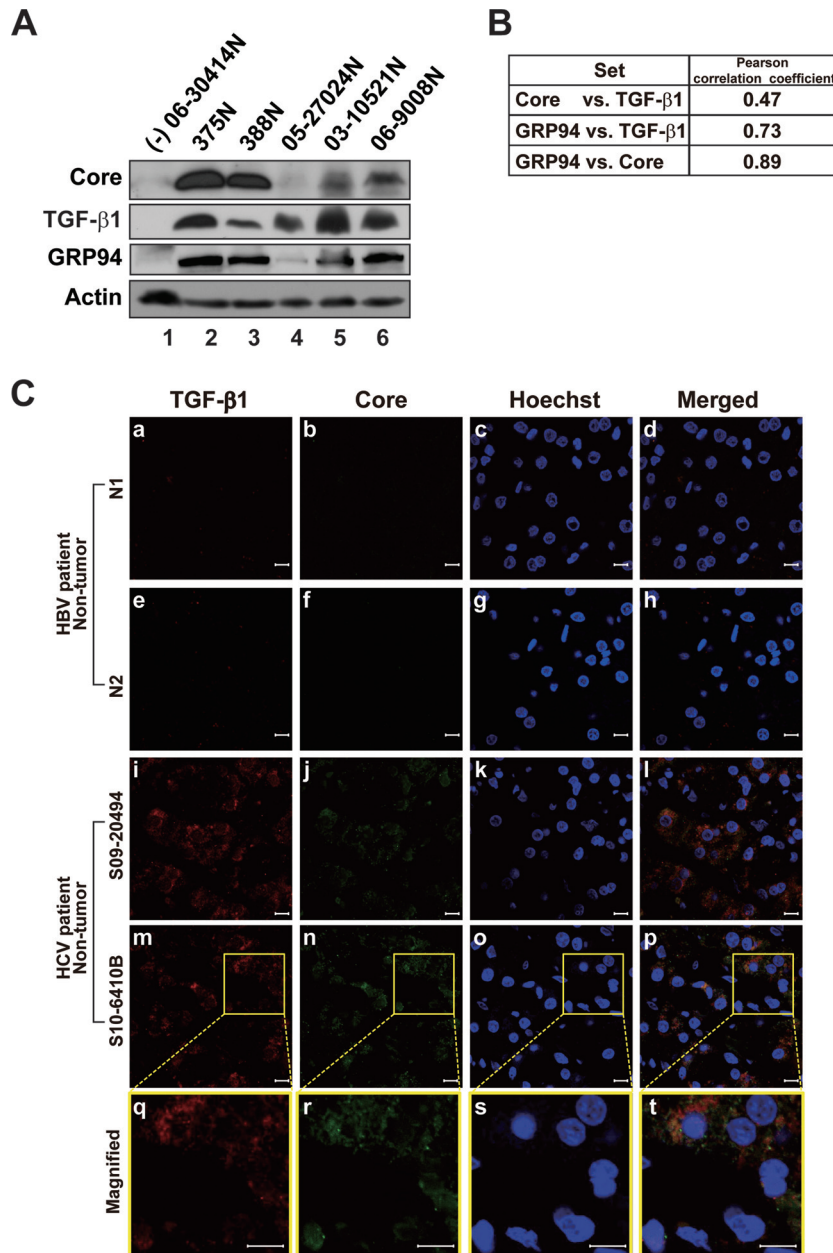 A
(-) 06-30414N
375N
388N
05-27024N
03-10521N
06-9008N
Core
TGF-β1
GRP94
Actin
1 2 3 4 5 6
B
Set
Pearson
correlation coefficient
Core vs. TGF-β1 0.47
GRP94 vs. TGF-β1 0.73
GRP94 vs. Core 0.89
C
TGF-β1 Core Hoechst Merged
HBV patient
Non-tumor
N1
a b c d
N2
e f g h
HCV patient
Non-tumor
S09-20494
i j k l
S10-6410B
m n o p
Magnified
q r s t